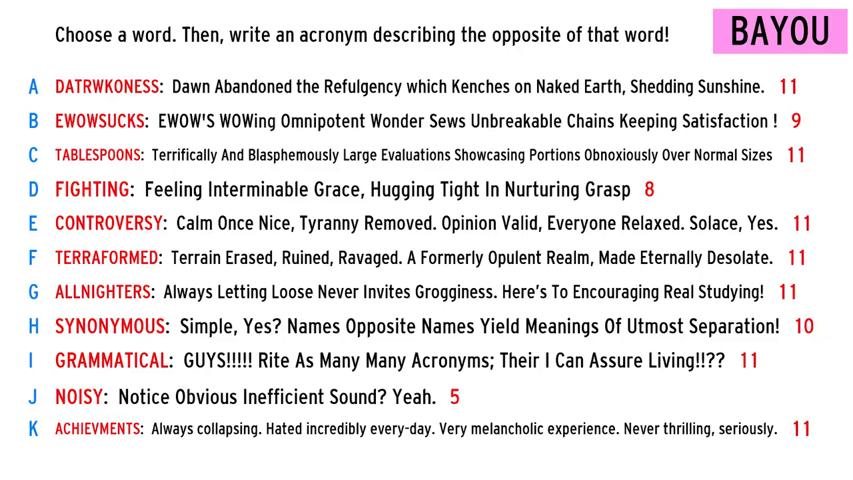 Choose a word. Then, write an acronym describing the opposite of that word!
BAYOU
A DATRWKONESS: Dawn Abandoned the Refulgency which Kenches on Naked Earth, Shedding Sunshine. 11
B EWOWSUCKS: EWOW'S WOWing Omnipotent Wonder Sews Unbreakable Chains Keeping Satisfaction ! 9
C TABLESPOONS: Terrifically And Blasphemously Large Evaluations Showcasing Portions Obnoxiously Over Normal Sizes 11
D FIGHTING: Feeling Interminable Grace, Hugging Tight In Nurturing Grasp 8
E CONTROVERSY: Calm Once Nice, Tyranny Removed. Opinion Valid, Everyone Relaxed. Solace, Yes. 11
F TERRAFORMED: Terrain Erased, Ruined, Ravaged. A Formerly Opulent Realm, Made Eternally Desolate. 11
G ALLNIGHTERS: Always Letting Loose Never Invites Grogginess. Here's To Encouraging Real Studying! 11
H SYNONYMOUS: Simple, Yes? Names Opposite Names Yield Meanings Of Utmost Separation! 10
I GRAMMATICAL: GUYS!!!!! Rite As Many Many Acronyms; Their I Can Assure Living!!?? 11
J NOISY: Notice Obvious Inefficient Sound? Yeah. 5
K ACHIEVMENTS: Always collapsing. Hated incredibly every-day. Very melancholic experience. Never thrilling, seriously. 11